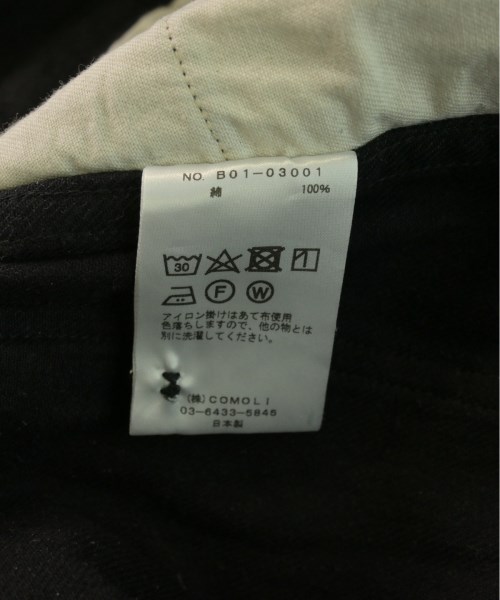 NO. B01-03001
綿 100%
30
F W
アイロン掛けはあて布使用
色落ちしますので、他の物とは
別に洗濯してください。
(株)COMOLI
03-6433-5845
日本製